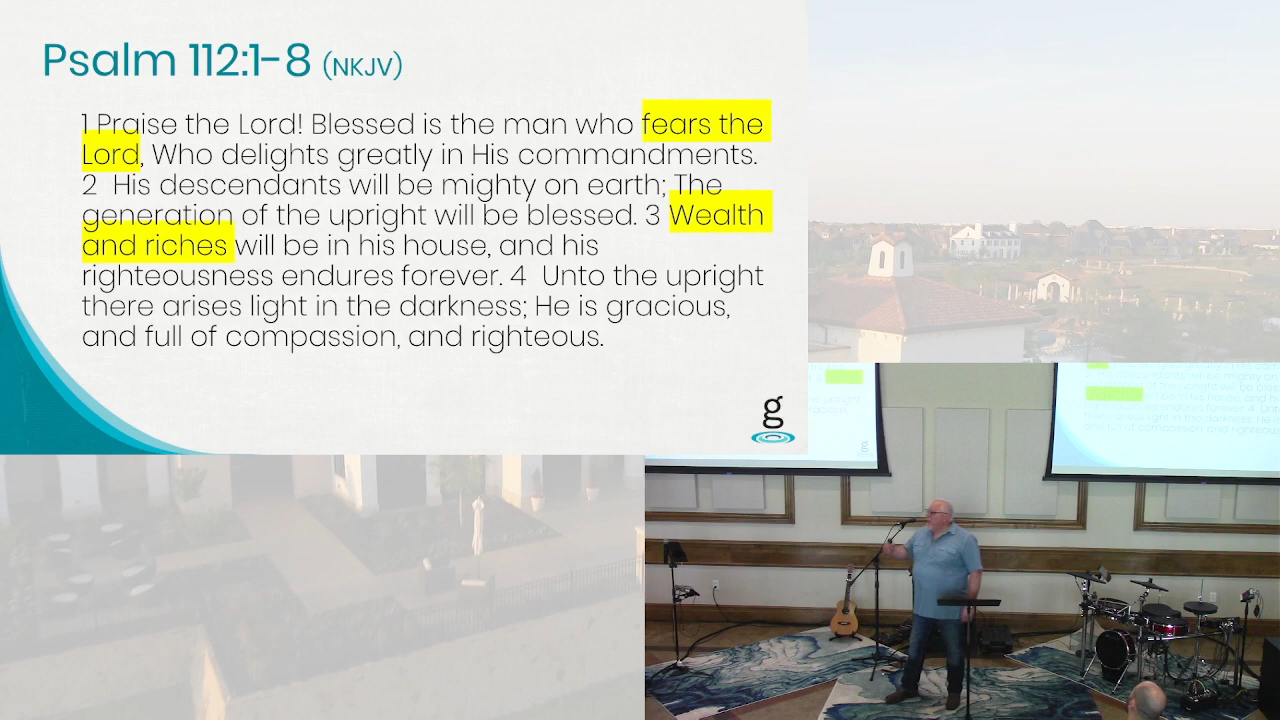 Psalm 112:1-8 (NKJV)
1 Praise the Lord! Blessed is the man who fears the
Lord, Who delights greatly in His commandments.
2 His descendants will be mighty on earth; The
generation of the upright will be blessed. 3 Wealth
and riches will be in his house, and his
righteousness endures forever. 4 Unto the upright
there arises light in the darkness; He is gracious,
and full of compassion, and righteous.
g